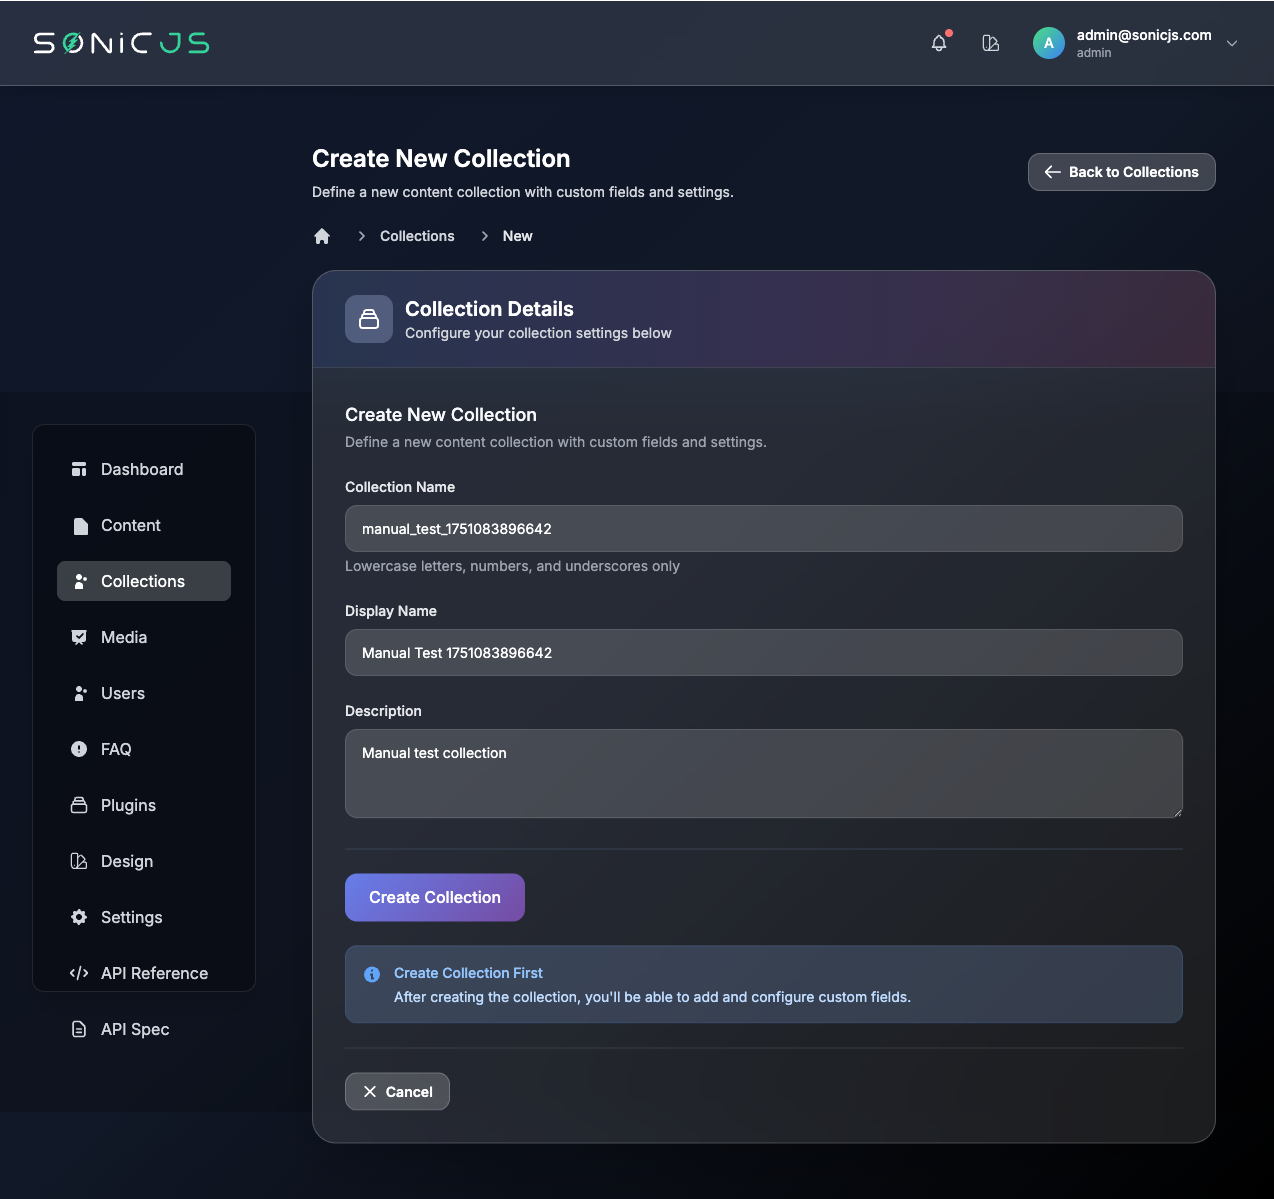 SONIC JS
admin@sonicjs.com
A
admin
Create New Collection
Define a new content collection with custom fields and settings.
Back to Collections
Collections
New
Collection Details
Configure your collection settings below
Create New Collection
Define a new content collection with custom fields and settings.
Collection Name
manual_test_1751083896642
Lowercase letters, numbers, and underscores only
Display Name
Manual Test 1751083896642
Description
Manual test collection
Create Collection
Create Collection First
After creating the collection, you'll be able to add and configure custom fields.
Cancel
Dashboard
Content
Collections
Media
Users
FAQ
Plugins
Design
Settings
API Reference
API Spec